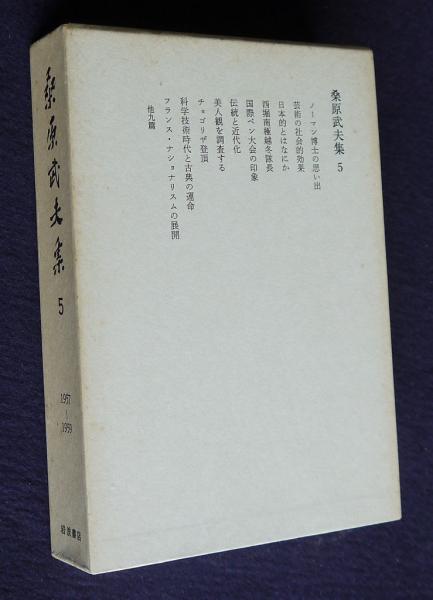 桑原武夫集
5
1957
|
1959
岩波書店
桑原武夫集 5
ノーマン博士の思い出
芸術の社会的効果
日本的とはなにか
西堀南極越冬隊長
国際ペン大会の印象
伝統と近代化
美人観を調査する
チョゴリザ登頂
科学技術時代と古典の運命
フランス・ナショナリスムの展開
他九篇